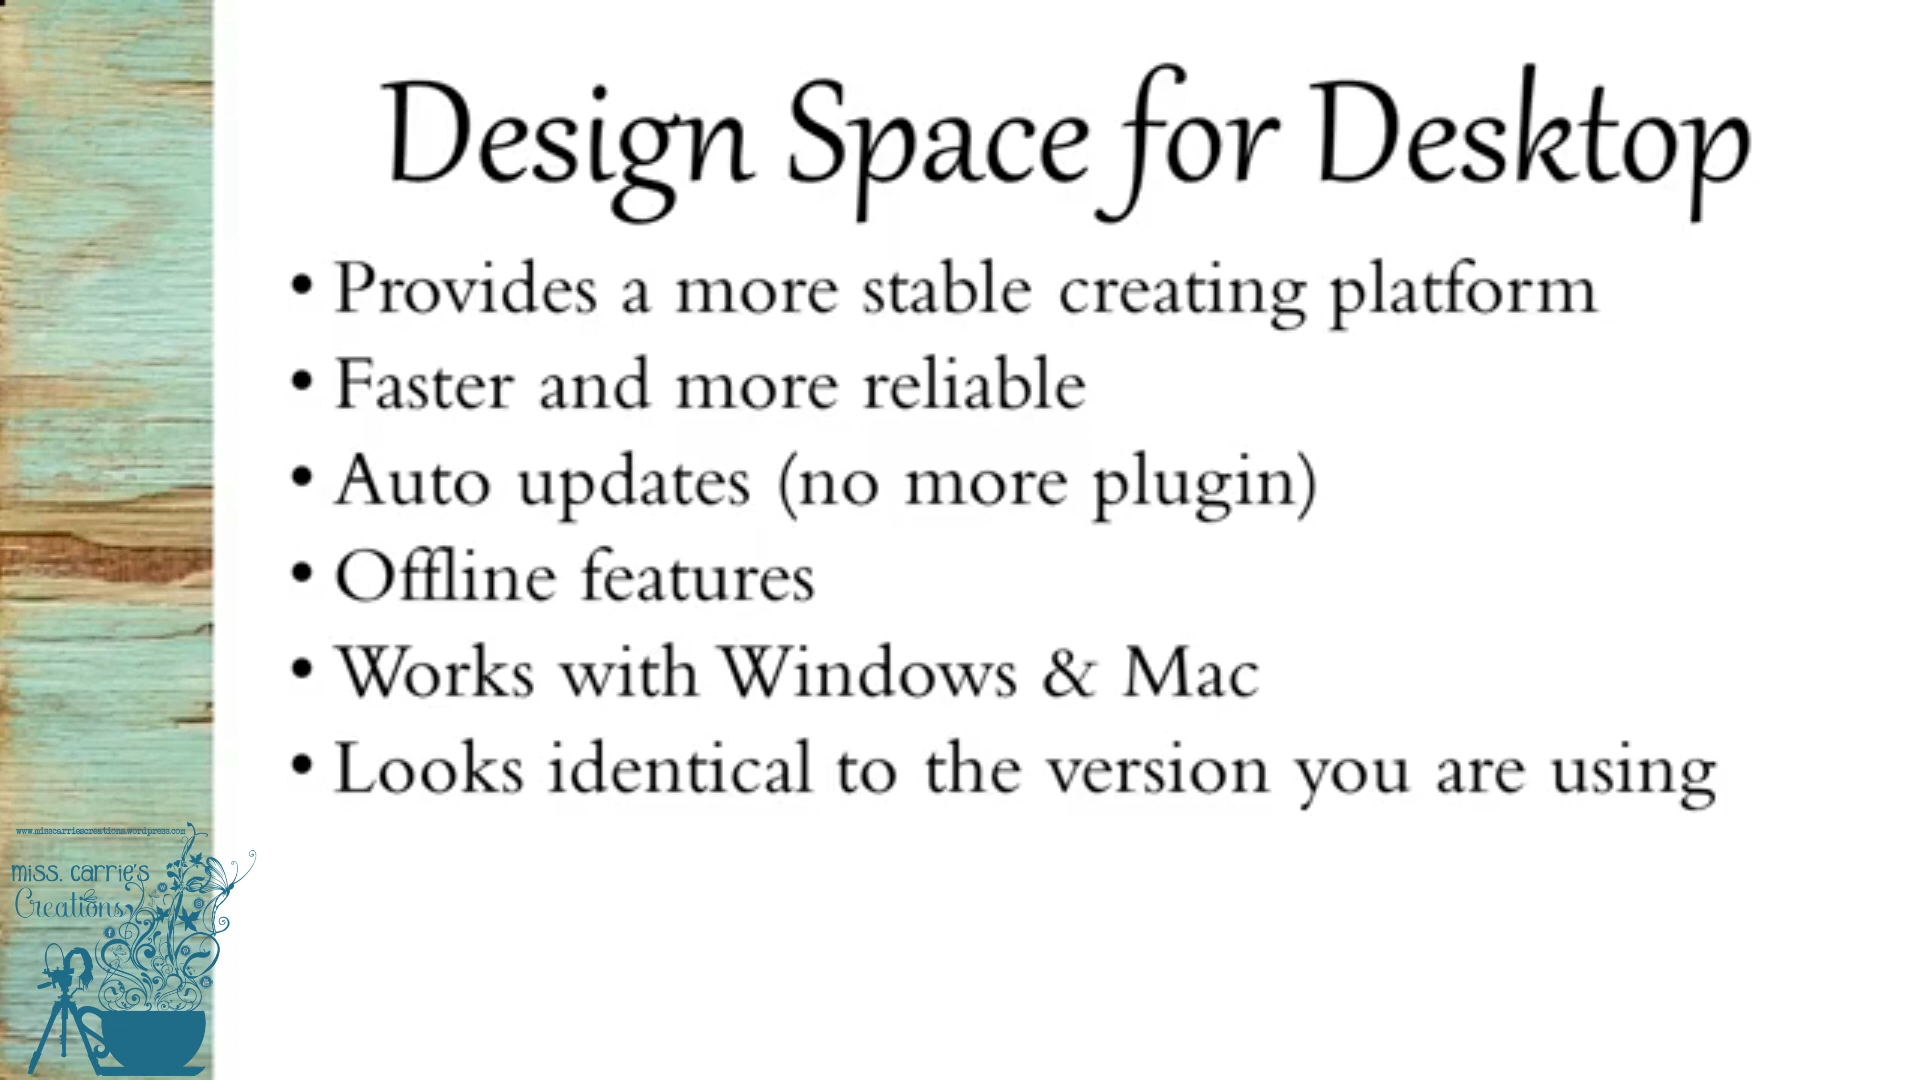 Design Space for Desktop
• Provides a more stable creating platform
• Faster and more reliable
• Auto updates (no more plugin)
• Offline features
• Works with Windows & Mac
• Looks identical to the version you are using
www.misscarriescreations.wordpress.com
miss. carrie's
Creations